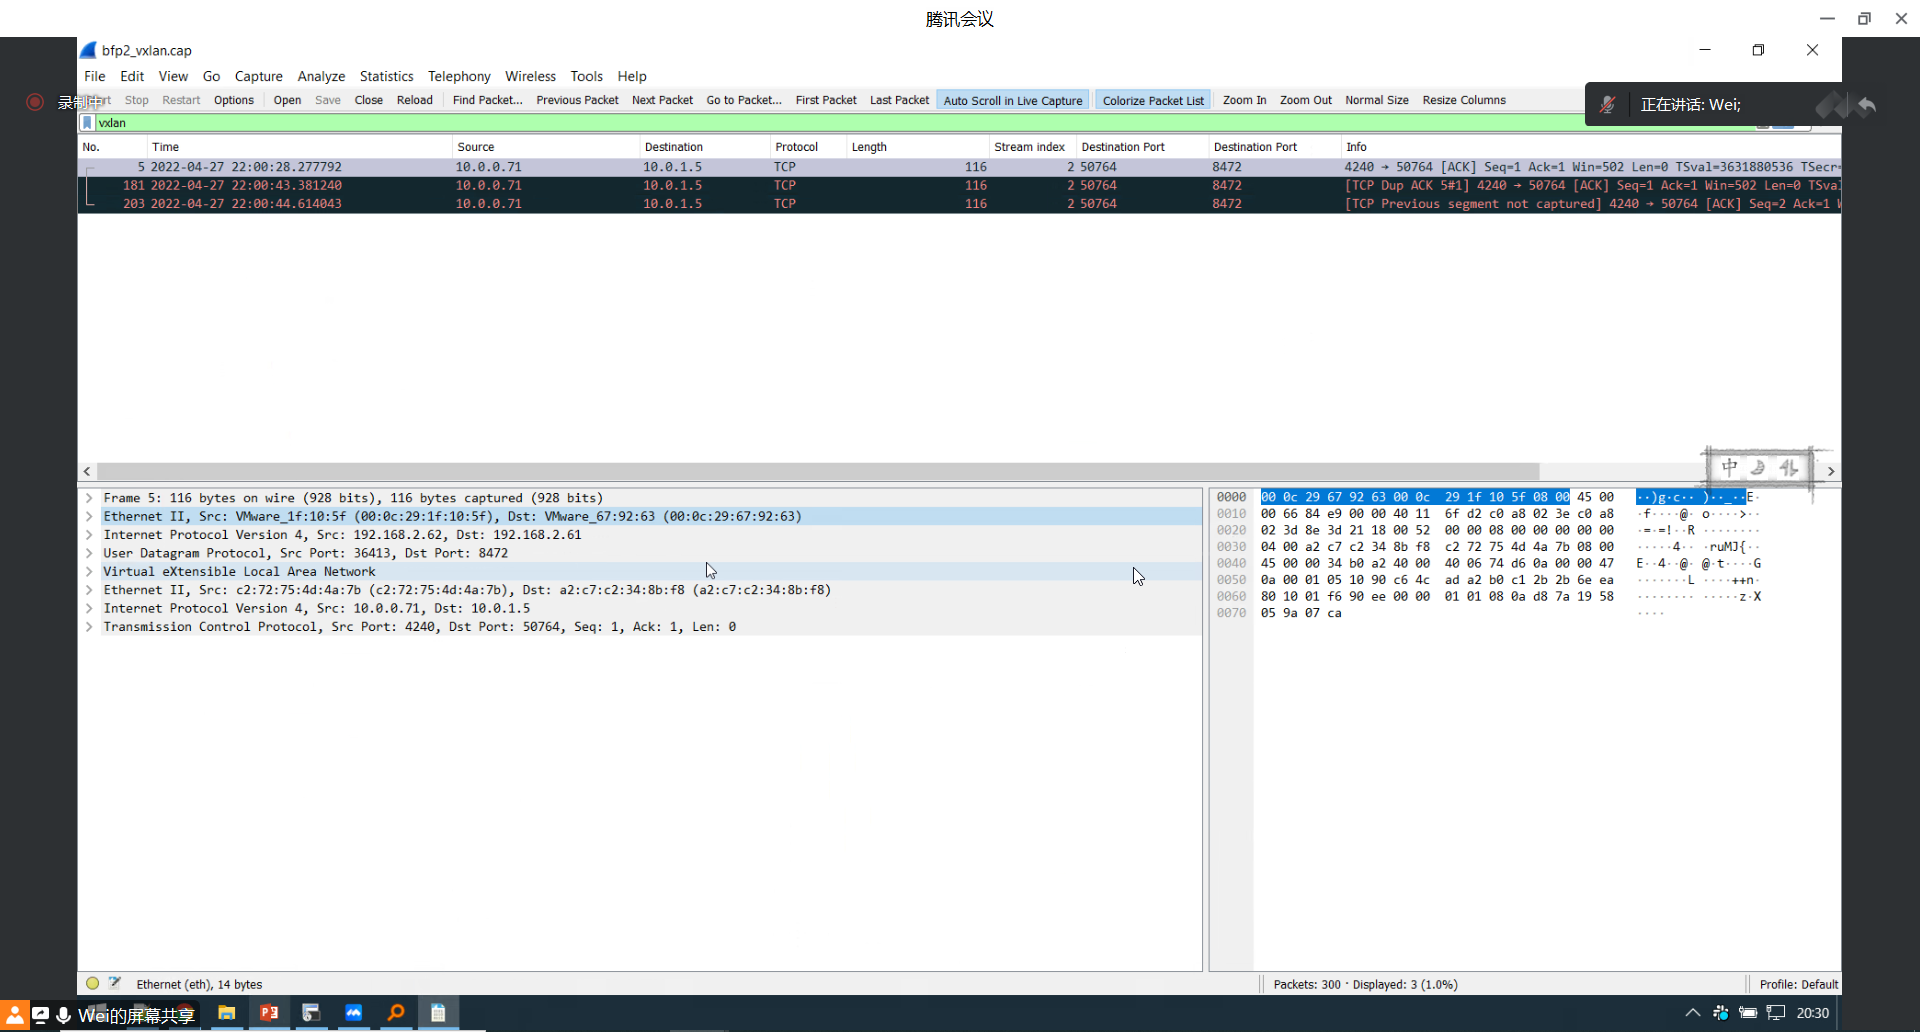 腾讯会议
bfp2_vxlan.cap
File Edit View Go Capture Analyze Statistics Telephony Wireless Tools Help
录制中 Stop Restart Options Open Save Close Reload Find Packet... Previous Packet Next Packet Go to Packet... First Packet Last Packet Auto Scroll in Live Capture Colorize Packet List Zoom In Zoom Out Normal Size Resize Columns
正在讲话: Wei;
vxlan
No. Time Source Destination Protocol Length Stream index Destination Port Destination Port Info
5 2022-04-27 22:00:28.277792 10.0.0.71 10.0.1.5 TCP 116 2 50764 8472 4240 → 50764 [ACK] Seq=1 Ack=1 Win=502 Len=0 TSval=3631880536 TSecr=
181 2022-04-27 22:00:43.381240 10.0.0.71 10.0.1.5 TCP 116 2 50764 8472 [TCP Dup ACK 5#1] 4240 → 50764 [ACK] Seq=1 Ack=1 Win=502 Len=0 TSval
203 2022-04-27 22:00:44.614043 10.0.0.71 10.0.1.5 TCP 116 2 50764 8472 [TCP Previous segment not captured] 4240 → 50764 [ACK] Seq=2 Ack=1
中
Frame 5: 116 bytes on wire (928 bits), 116 bytes captured (928 bits)
Ethernet II, Src: VMware_1f:10:5f (00:0c:29:1f:10:5f), Dst: VMware_67:92:63 (00:0c:29:67:92:63)
Internet Protocol Version 4, Src: 192.168.2.62, Dst: 192.168.2.61
User Datagram Protocol, Src Port: 36413, Dst Port: 8472
Virtual eXtensible Local Area Network
Ethernet II, Src: c2:72:75:4d:4a:7b (c2:72:75:4d:4a:7b), Dst: a2:c7:c2:34:8b:f8 (a2:c7:c2:34:8b:f8)
Internet Protocol Version 4, Src: 10.0.0.71, Dst: 10.0.1.5
Transmission Control Protocol, Src Port: 4240, Dst Port: 50764, Seq: 1, Ack: 1, Len: 0
0000 00 0c 29 67 92 63 00 0c 29 1f 10 5f 08 00 45 00 ··)g·c·· )··_··E·
0010 00 66 84 e9 00 00 40 11 6f d2 c0 a8 02 3e c0 a8 ·f····@· o····>··
0020 02 3d 8e 3d 21 18 00 52 00 00 08 00 00 00 00 00 ·=·=!··R ········
0030 04 00 a2 c7 c2 34 8b f8 c2 72 75 4d 4a 7b 08 00 ·····4·· ·ruMJ{··
0040 45 00 00 34 b0 a2 40 00 40 06 74 d6 0a 00 00 47 E··4··@· @·t····G
0050 0a 00 01 05 10 90 c6 4c ad a2 b0 c1 2b 2b 6e ea ·······L ····++n·
0060 80 10 01 f6 90 ee 00 00 01 01 08 0a d8 7a 19 58 ········ ·····z·X
0070 05 9a 07 ca ····
Ethernet (eth), 14 bytes
Packets: 300 · Displayed: 3 (1.0%)
Profile: Default
Wei的屏幕共享
20:30